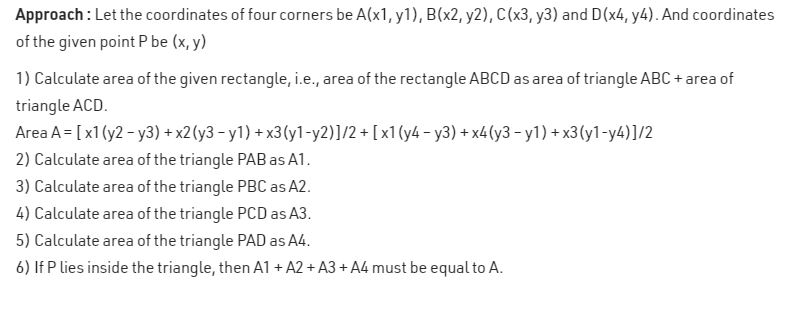 Approach : Let the coordinates of four corners be A(x1, y1), B(x2, y2), C(x3, y3) and D(x4, y4). And coordinates
of the given point P be (x, y)
1) Calculate area of the given rectangle, i.e., area of the rectangle ABCD as area of triangle ABC + area of
triangle ACD.
Area A = [ x1(y2 – y3) + x2(y3 – y1) + x3(y1-y2)]/2 + [ x1(y4 – y3) + x4(y3 – y1) + x3(y1-y4)]/2
2) Calculate area of the triangle PAB as A1.
3) Calculate area of the triangle PBC as A2.
4) Calculate area of the triangle PCD as A3.
5) Calculate area of the triangle PAD as A4.
6) If P lies inside the triangle, then A1 + A2 + A3 + A4 must be equal to A.